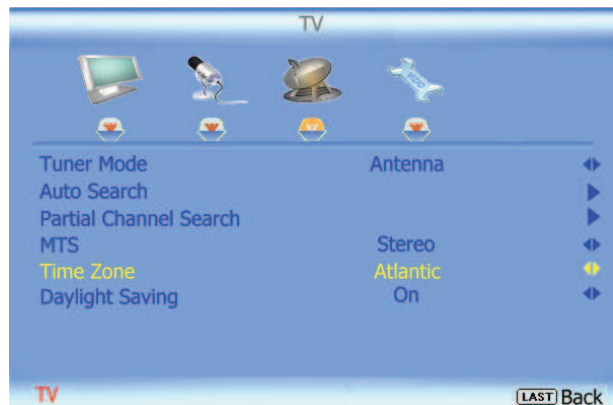 TV
Tuner Mode Antenna
Auto Search
Partial Channel Search
MTS Stereo
Time Zone Atlantic
Daylight Saving On
TV LAST Back